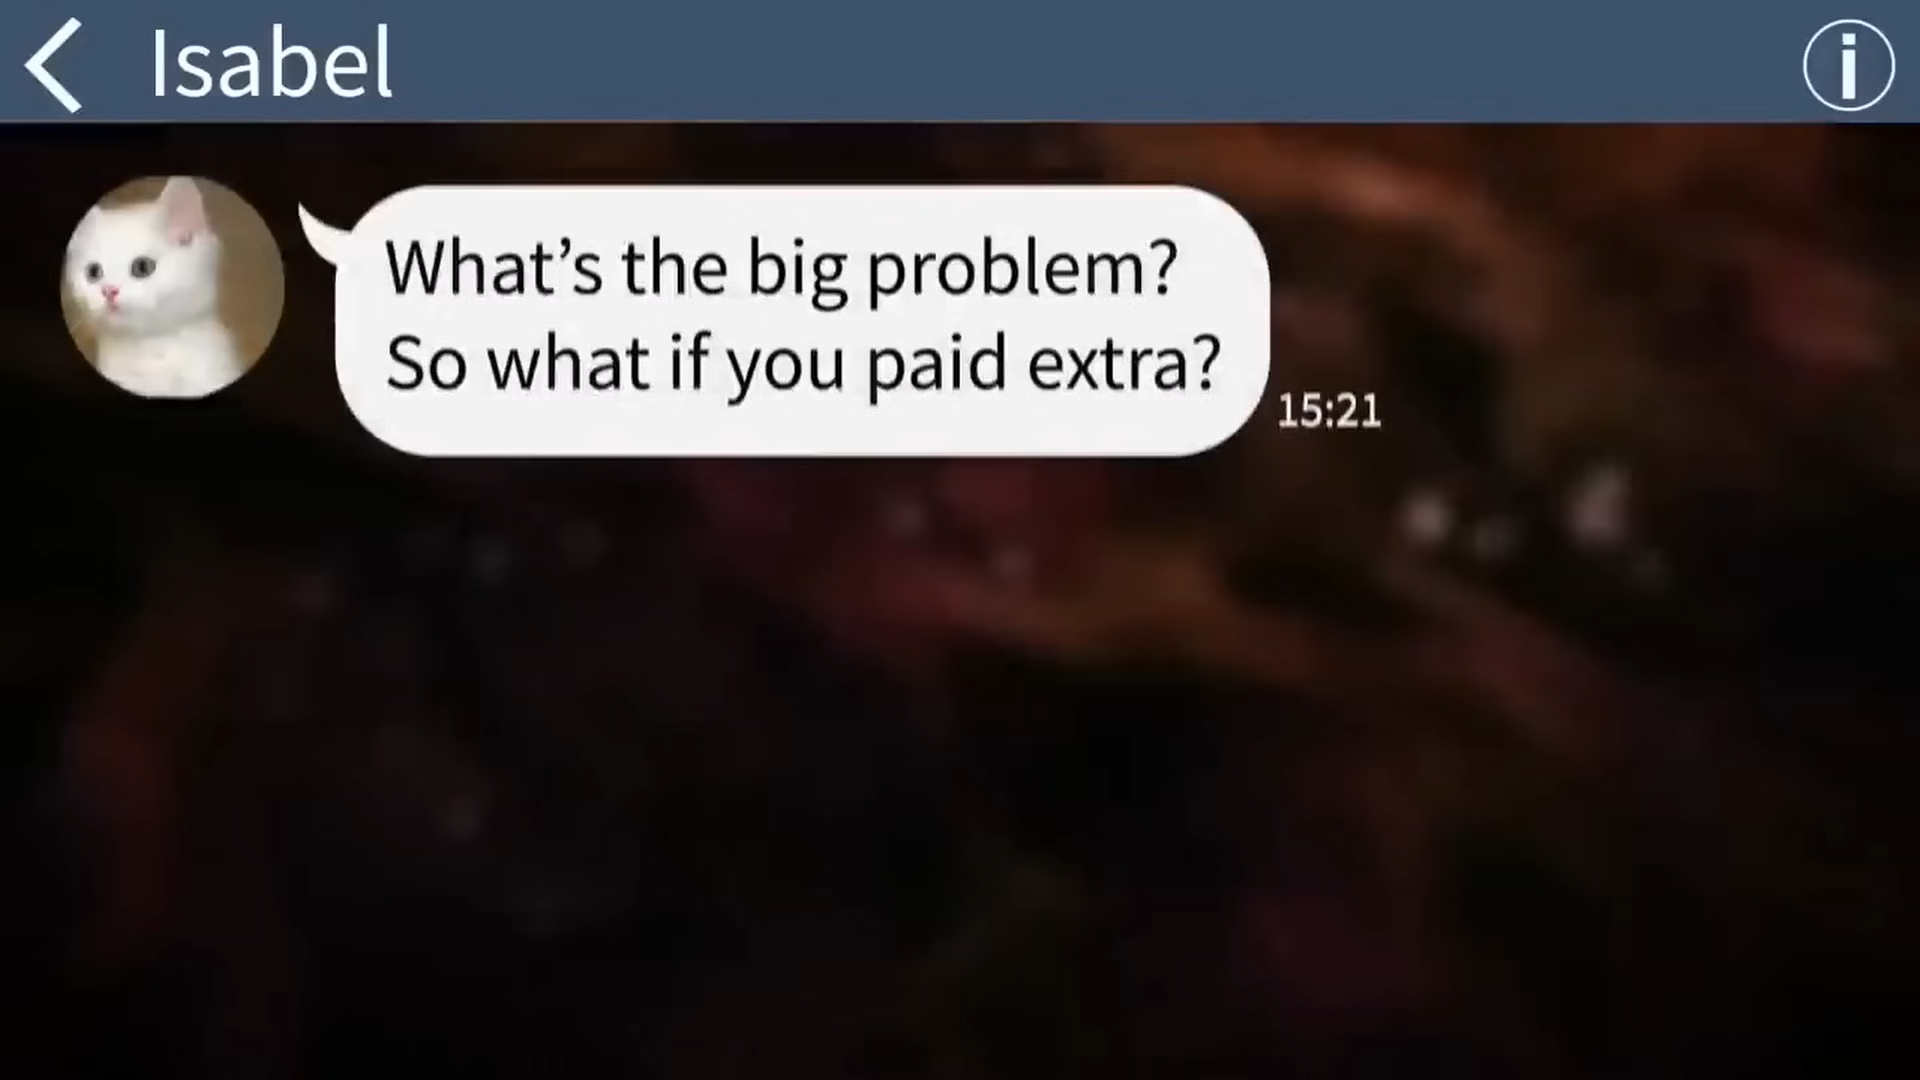 Isabel
What’s the big problem?
So what if you paid extra?
15:21